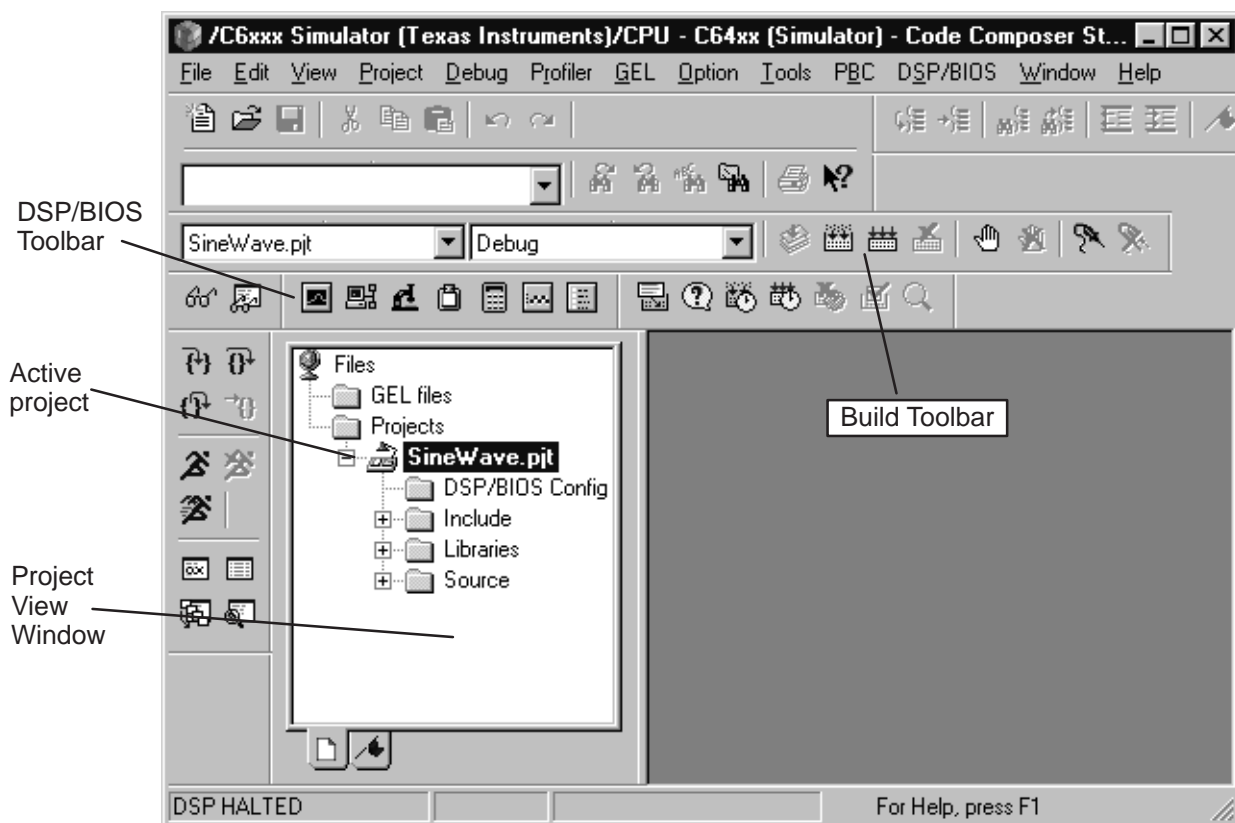 /C6xxx Simulator (Texas Instruments)/CPU - C64xx (Simulator) - Code Composer St...
File Edit View Project Debug Profiler GEL Option Tools PBC DSP/BIOS Window Help
DSP/BIOS
Toolbar
SineWave.pjt Debug
Active
project
Files
GEL files
Projects
SineWave.pjt
DSP/BIOS Config
Include
Libraries
Source
Build Toolbar
Project
View
Window
DSP HALTED For Help, press F1